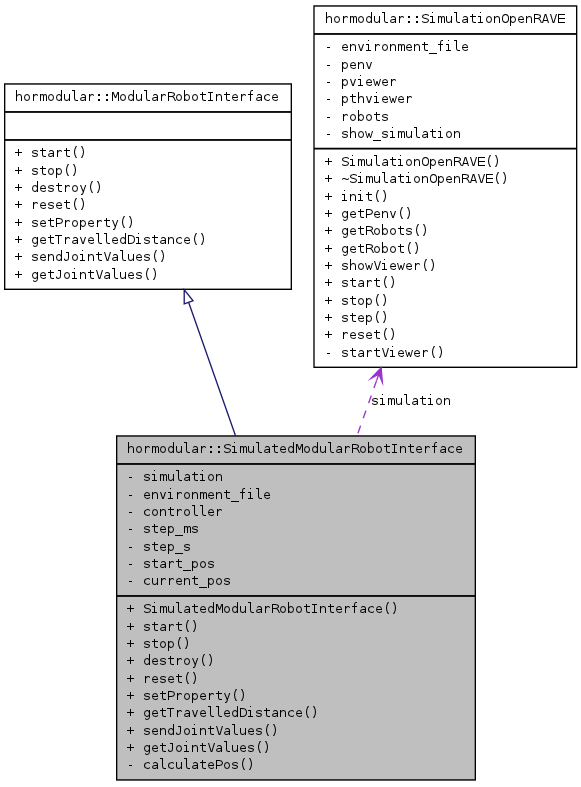 hormodular::SimulationOpenRAVE
- environment_file
- penv
- pviewer
- pthviewer
- robots
- show_simulation
+ SimulationOpenRAVE()
+ ~SimulationOpenRAVE()
+ init()
+ getPenv()
+ getRobots()
+ getRobot()
+ showViewer()
+ start()
+ stop()
+ step()
+ reset()
- startViewer()
hormodular::ModularRobotInterface
+ start()
+ stop()
+ destroy()
+ reset()
+ setProperty()
+ getTravelledDistance()
+ sendJointValues()
+ getJointValues()
simulation
hormodular::SimulatedModularRobotInterface
- simulation
- environment_file
- controller
- step_ms
- step_s
- start_pos
- current_pos
+ SimulatedModularRobotInterface()
+ start()
+ stop()
+ destroy()
+ reset()
+ setProperty()
+ getTravelledDistance()
+ sendJointValues()
+ getJointValues()
- calculatePos()